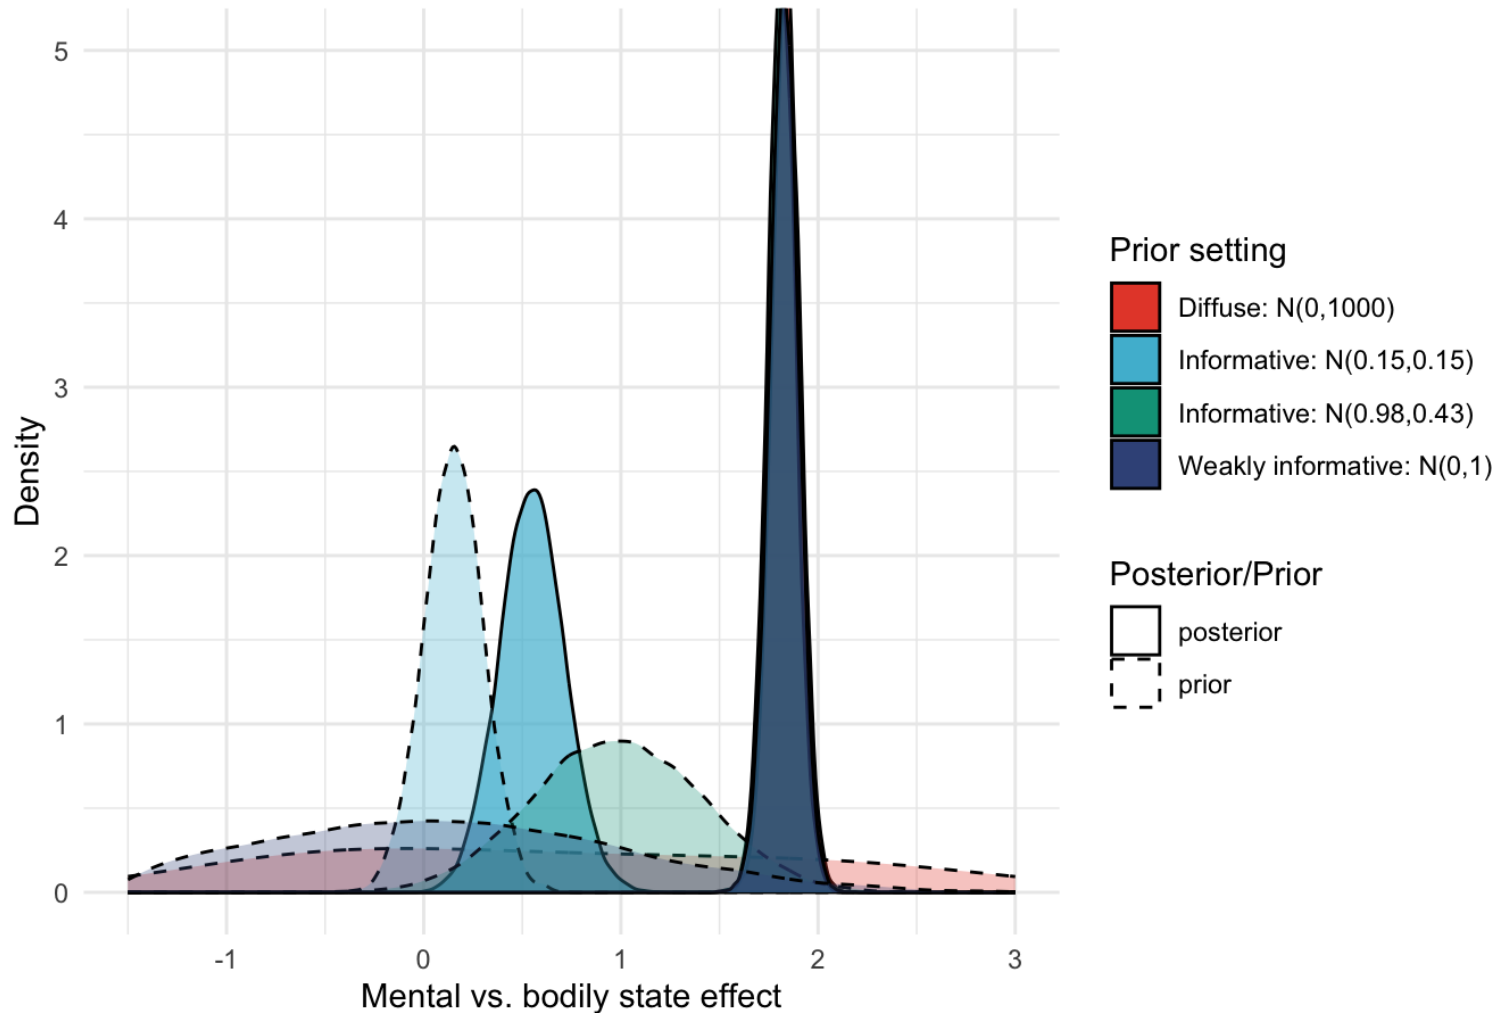 5
4
3
2
1
0
Density
-1 0 1 2 3
Mental vs. bodily state effect
Prior setting
Diffuse: N(0,1000)
Informative: N(0.15,0.15)
Informative: N(0.98,0.43)
Weakly informative: N(0,1)
Posterior/Prior
posterior
prior